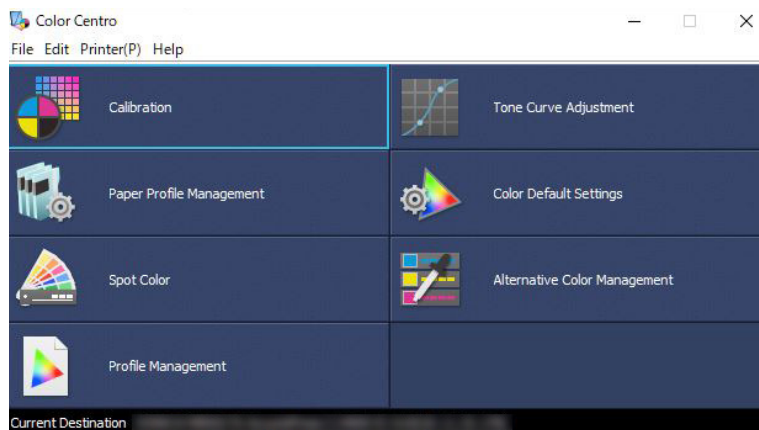 Color Centro
File Edit Printer(P) Help
Calibration
Tone Curve Adjustment
Paper Profile Management
Color Default Settings
Spot Color
Alternative Color Management
Profile Management
Current Destination